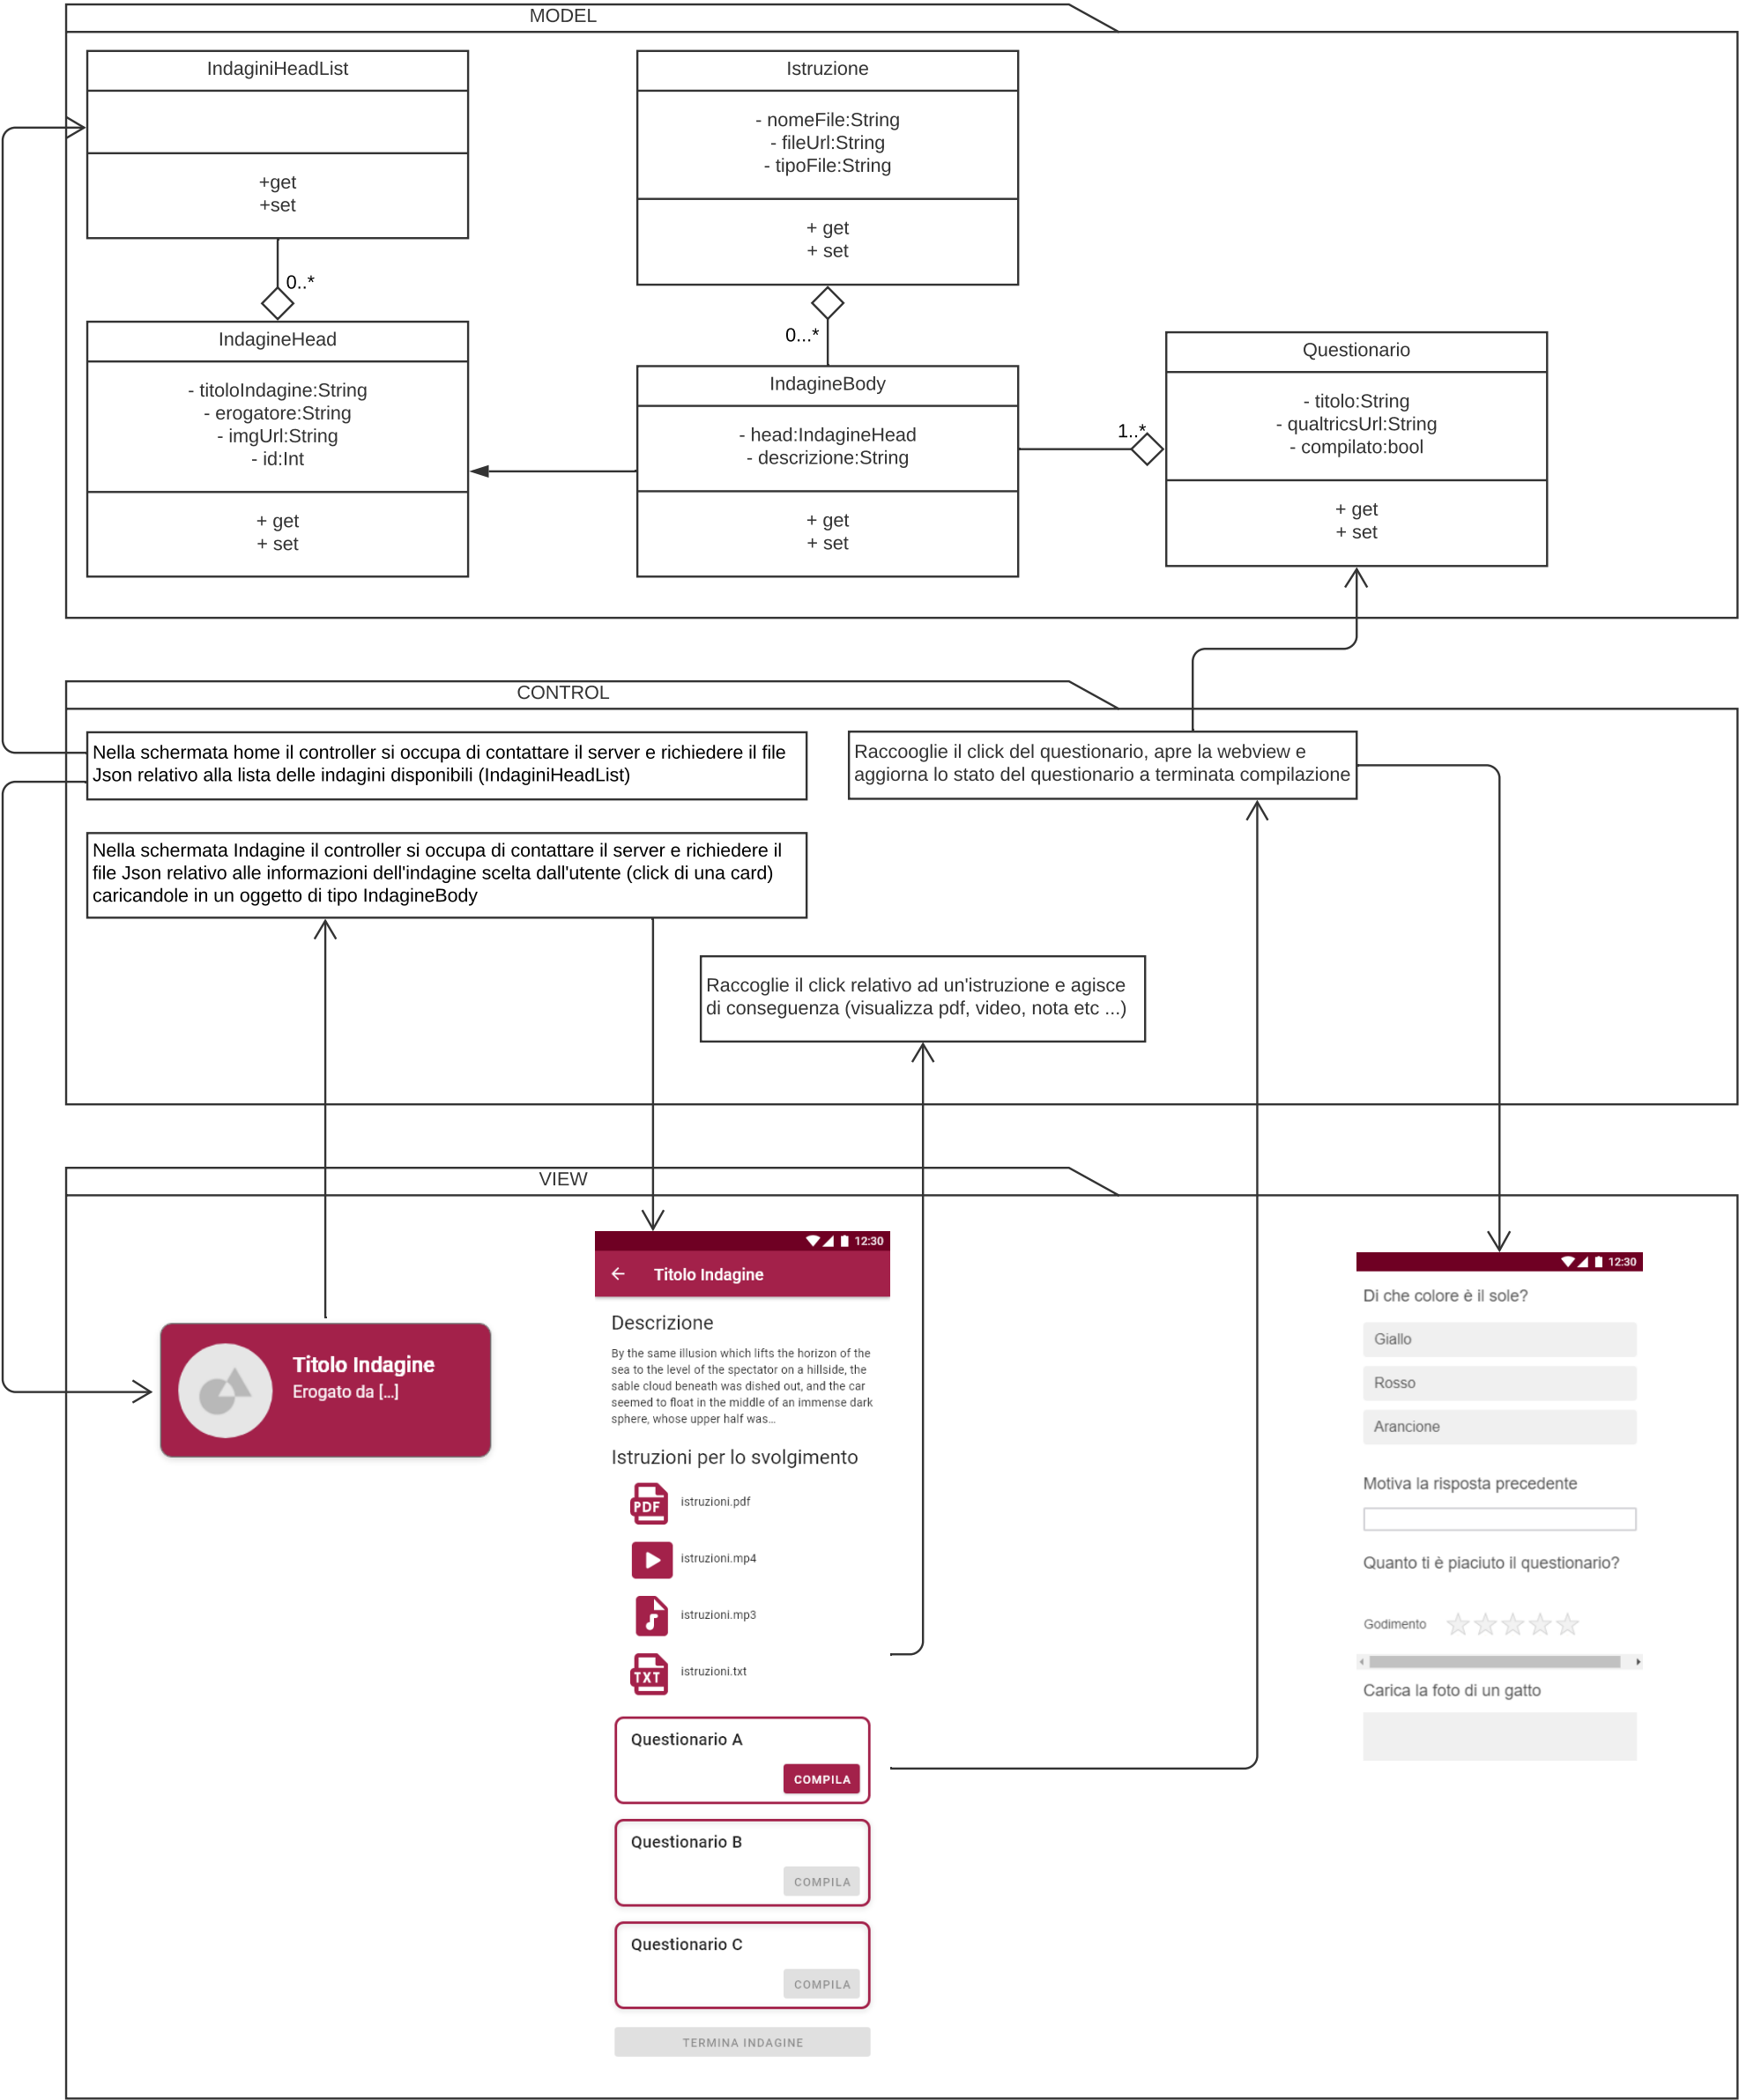 MODEL
IndaginiHeadList
+get
+set
0..*
IndagineHead
- titoloIndagine:String
- erogatore:String
- imgUrl:String
- id:Int
+ get
+ set
Istruzione
- nomeFile:String
- fileUrl:String
- tipoFile:String
+ get
+ set
0...*
IndagineBody
- head:IndagineHead
- descrizione:String
+ get
+ set
1..*
Questionario
- titolo:String
- qualtricsUrl:String
- compilato:bool
+ get
+ set
CONTROL
Nella schermata home il controller si occupa di contattare il server e richiedere il file
Json relativo alla lista delle indagini disponibili (IndaginiHeadList)
Raccooglie il click del questionario, apre la webview e
aggiorna lo stato del questionario a terminata compilazione
Nella schermata Indagine il controller si occupa di contattare il server e richiedere il
file Json relativo alle informazioni dell'indagine scelta dall'utente (click di una card)
caricandole in un oggetto di tipo IndagineBody
Raccoglie il click relativo ad un'istruzione e agisce
di conseguenza (visualizza pdf, video, nota etc ...)
VIEW
Titolo Indagine
Erogato da [...]
12:30
Titolo Indagine
Descrizione
By the same illusion which lifts the horizon of the
sea to the level of the spectator on a hillside, the
sable cloud beneath was dished out, and the car
seemed to float in the middle of an immense dark
sphere, whose upper half was...
Istruzioni per lo svolgimento
PDF istruzioni.pdf
istruzioni.mp4
istruzioni.mp3
TXT istruzioni.txt
Questionario A
COMPILA
Questionario B
COMPILA
Questionario C
COMPILA
TERMINA INDAGINE
12:30
Di che colore è il sole?
Giallo
Rosso
Arancione
Motiva la risposta precedente
Quanto ti è piaciuto il questionario?
Godimento
Carica la foto di un gatto